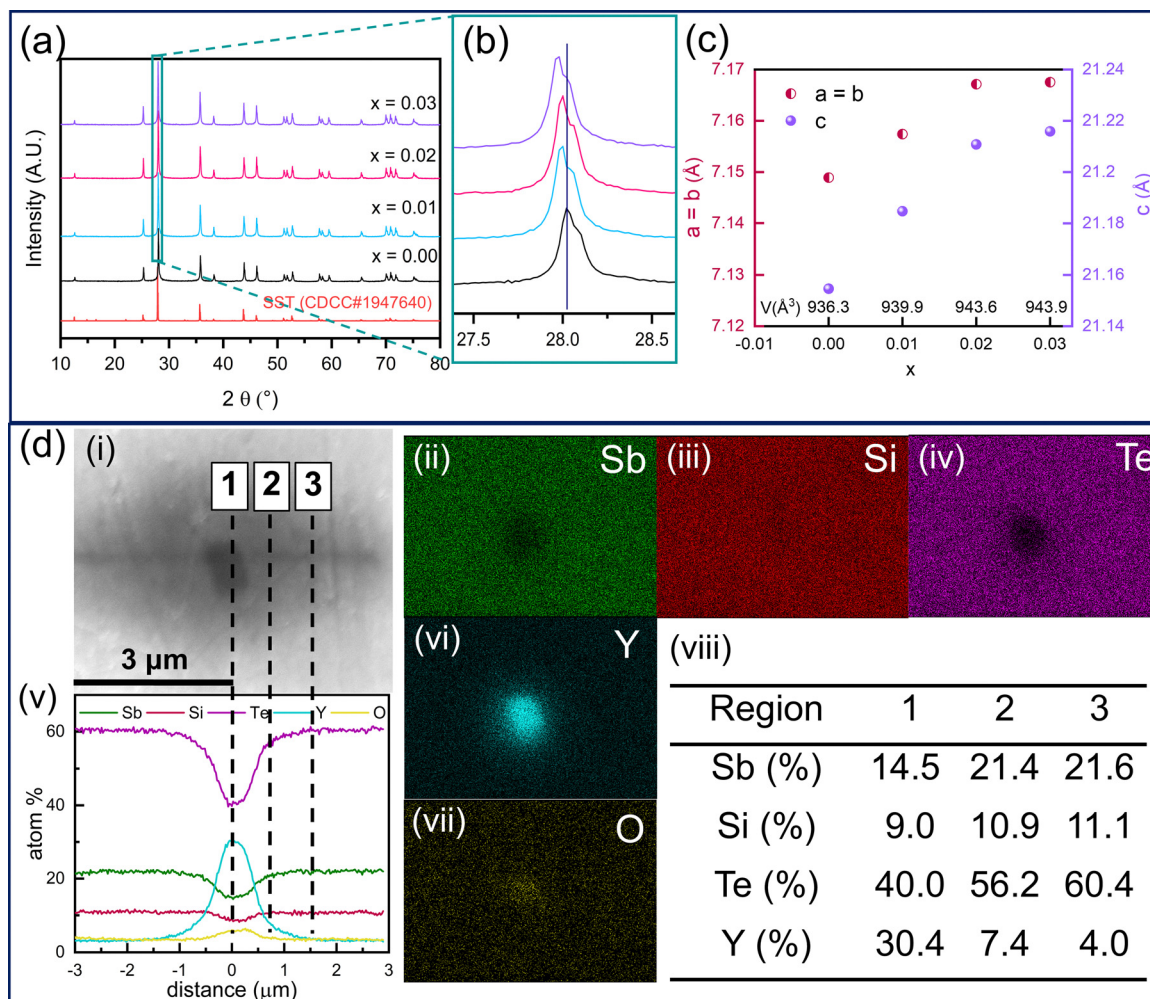 (a)
Intensity (A.U.)
x = 0.03
x = 0.02
x = 0.01
x = 0.00
SST (CDCC#1947640)
10 20 30 40 50 60 70 80
2 θ (°)
(b)
27.5 28.0 28.5
(c)
7.17
7.16
7.15
7.14
7.13
7.12
a = b (Å)
a = b
c
21.24
21.22
21.2
21.18
21.16
21.14
c (Å)
V(Å³) 936.3 939.9 943.6 943.9
-0.01 0.00 0.01 0.02 0.03
x
(d)
(i)
1 2 3
3 µm
(ii) Sb
(iii) Si
(iv) Te
(v)
Sb Si Te Y O
60
40
20
0
atom %
-3 -2 -1 0 1 2 3
distance (µm)
(vi) Y
(vii) O
(viii)
Region 1 2 3
Sb (%) 14.5 21.4 21.6
Si (%) 9.0 10.9 11.1
Te (%) 40.0 56.2 60.4
Y (%) 30.4 7.4 4.0